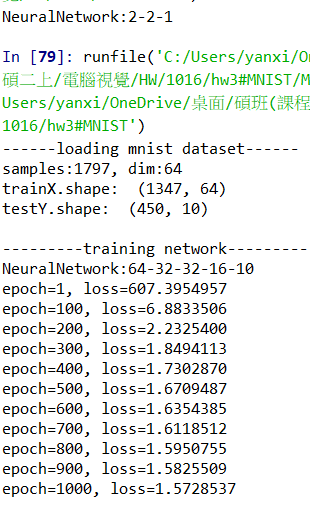 NeuralNetwork:2-2-1
In [79]: runfile('C:/Users/yanxi/On
碩二上/電腦視覺/HW/1016/hw3#MNIST/M
Users/yanxi/OneDrive/桌面/碩班(課程
1016/hw3#MNIST')
------loading mnist dataset------
samples:1797, dim:64
trainX.shape:  (1347, 64)
testY.shape:  (450, 10)
---------training network---------
NeuralNetwork:64-32-32-16-10
epoch=1, loss=607.3954957
epoch=100, loss=6.8833506
epoch=200, loss=2.2325400
epoch=300, loss=1.8494113
epoch=400, loss=1.7302870
epoch=500, loss=1.6709487
epoch=600, loss=1.6354385
epoch=700, loss=1.6118512
epoch=800, loss=1.5950755
epoch=900, loss=1.5825509
epoch=1000, loss=1.5728537